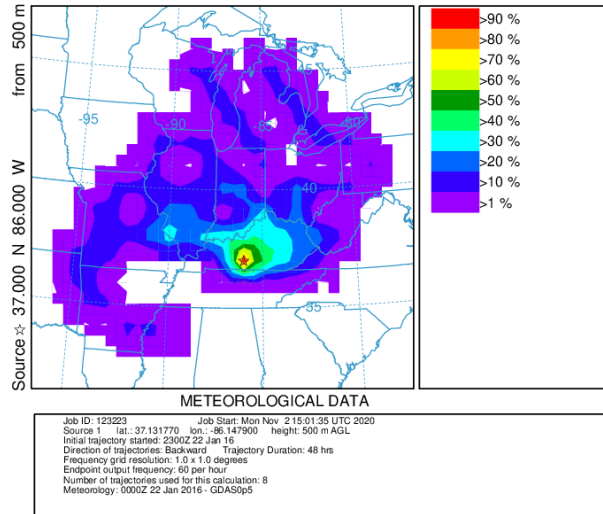 Source ☆ 37.000 N 86.000 W from 500 m
-95
-90
-85
-80
45
40
35
>90 %
>80 %
>70 %
>60 %
>50 %
>40 %
>30 %
>20 %
>10 %
>1 %
METEOROLOGICAL DATA
Job ID: 123223 Job Start: Mon Nov 2 15:01:35 UTC 2020
Source 1 lat.: 37.131770 lon.: -86.147900 height: 500 m AGL
Initial trajectory started: 2300Z 22 Jan 16
Direction of trajectories: Backward Trajectory Duration: 48 hrs
Frequency grid resolution: 1.0 x 1.0 degrees
Endpoint output frequency: 60 per hour
Number of trajectories used for this calculation: 8
Meteorology: 0000Z 22 Jan 2016 - GDAS0p5